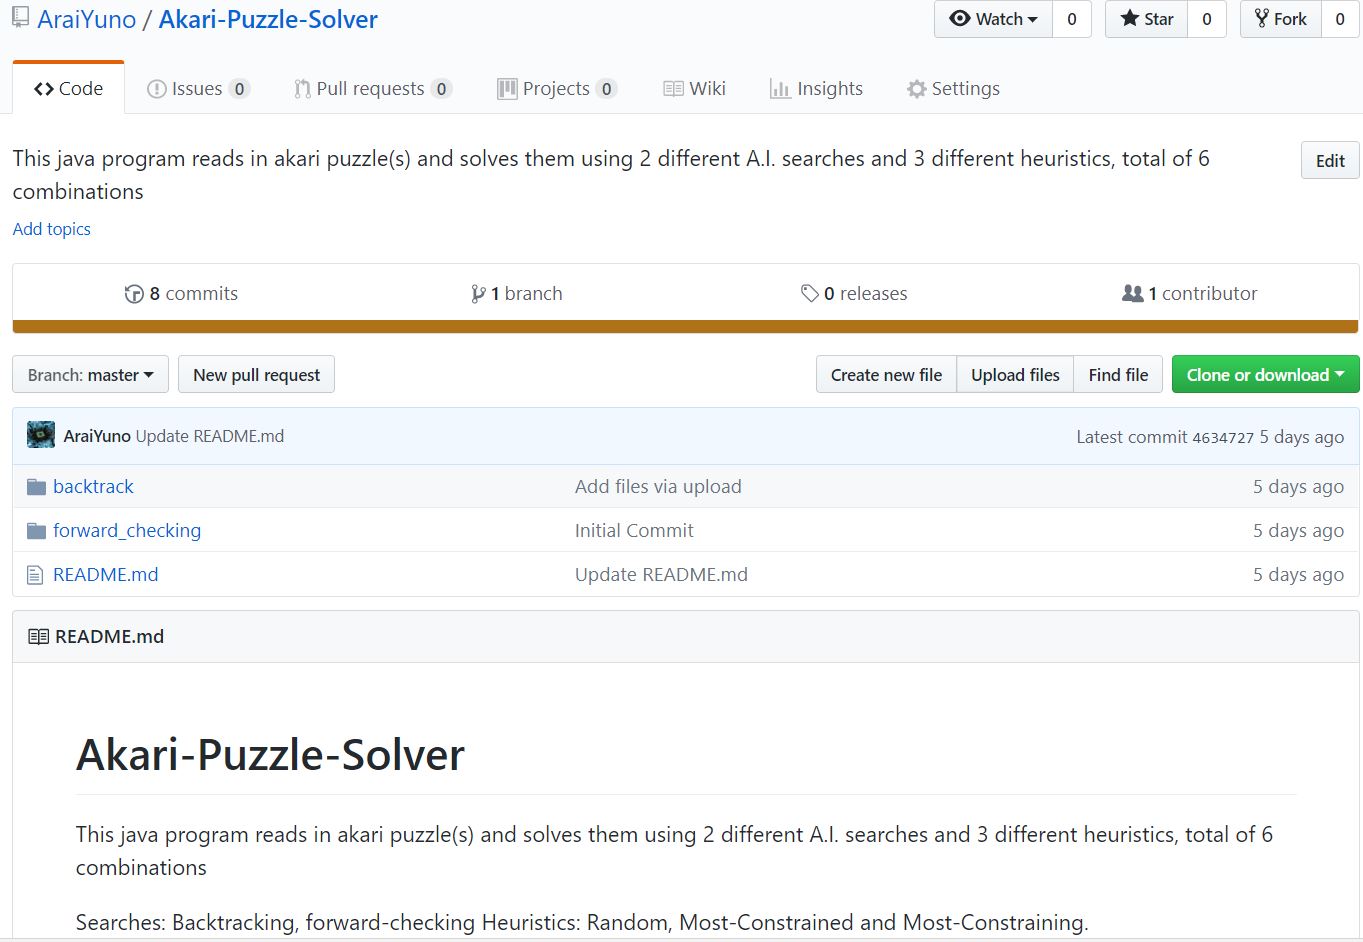 AraiYuno / Akari-Puzzle-Solver
Watch 0 Star 0 Fork 0
Code Issues 0 Pull requests 0 Projects 0 Wiki Insights Settings
This java program reads in akari puzzle(s) and solves them using 2 different A.I. searches and 3 different heuristics, total of 6
combinations
Edit
Add topics
8 commits 1 branch 0 releases 1 contributor
Branch: master New pull request Create new file Upload files Find file Clone or download
AraiYuno Update README.md Latest commit 4634727 5 days ago
backtrack Add files via upload 5 days ago
forward_checking Initial Commit 5 days ago
README.md Update README.md 5 days ago
README.md
Akari-Puzzle-Solver
This java program reads in akari puzzle(s) and solves them using 2 different A.I. searches and 3 different heuristics, total of 6
combinations
Searches: Backtracking, forward-checking Heuristics: Random, Most-Constrained and Most-Constraining.